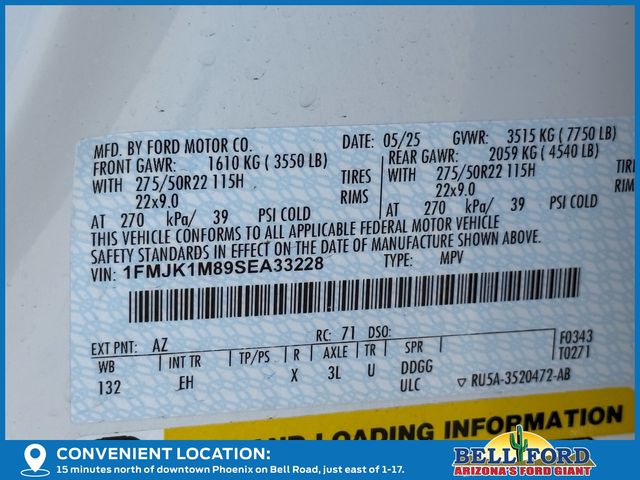 MFD. BY FORD MOTOR CO.
DATE: 05/25 GVWR: 3515 KG ( 7750 LB)
FRONT GAWR: 1610 KG ( 3550 LB)
REAR GAWR: 2059 KG ( 4540 LB)
WITH 275/50R22 115H TIRES
WITH 275/50R22 115H TIRES
22x9.0 RIMS
22x9.0 RIMS
AT 270 kPa/ 39 PSI COLD
AT 270 kPa/ 39 PSI COLD
THIS VEHICLE CONFORMS TO ALL APPLICABLE FEDERAL MOTOR VEHICLE
SAFETY STANDARDS IN EFFECT ON THE DATE OF MANUFACTURE SHOWN ABOVE.
VIN: 1FMJK1M89SEA33228 TYPE: MPV
EXT PNT: AZ RC: 71 DSO: F0343
WB INT TR TP/PS R AXLE TR SPR T0271
132 EH X 3L U DDGG
ULC RU5A-3520472-AB
AND LOADING INFORMATION
CONVENIENT LOCATION:
15 minutes north of downtown Phoenix on Bell Road, just east of 1-17.
BELL FORD
ARIZONA'S FORD GIANT